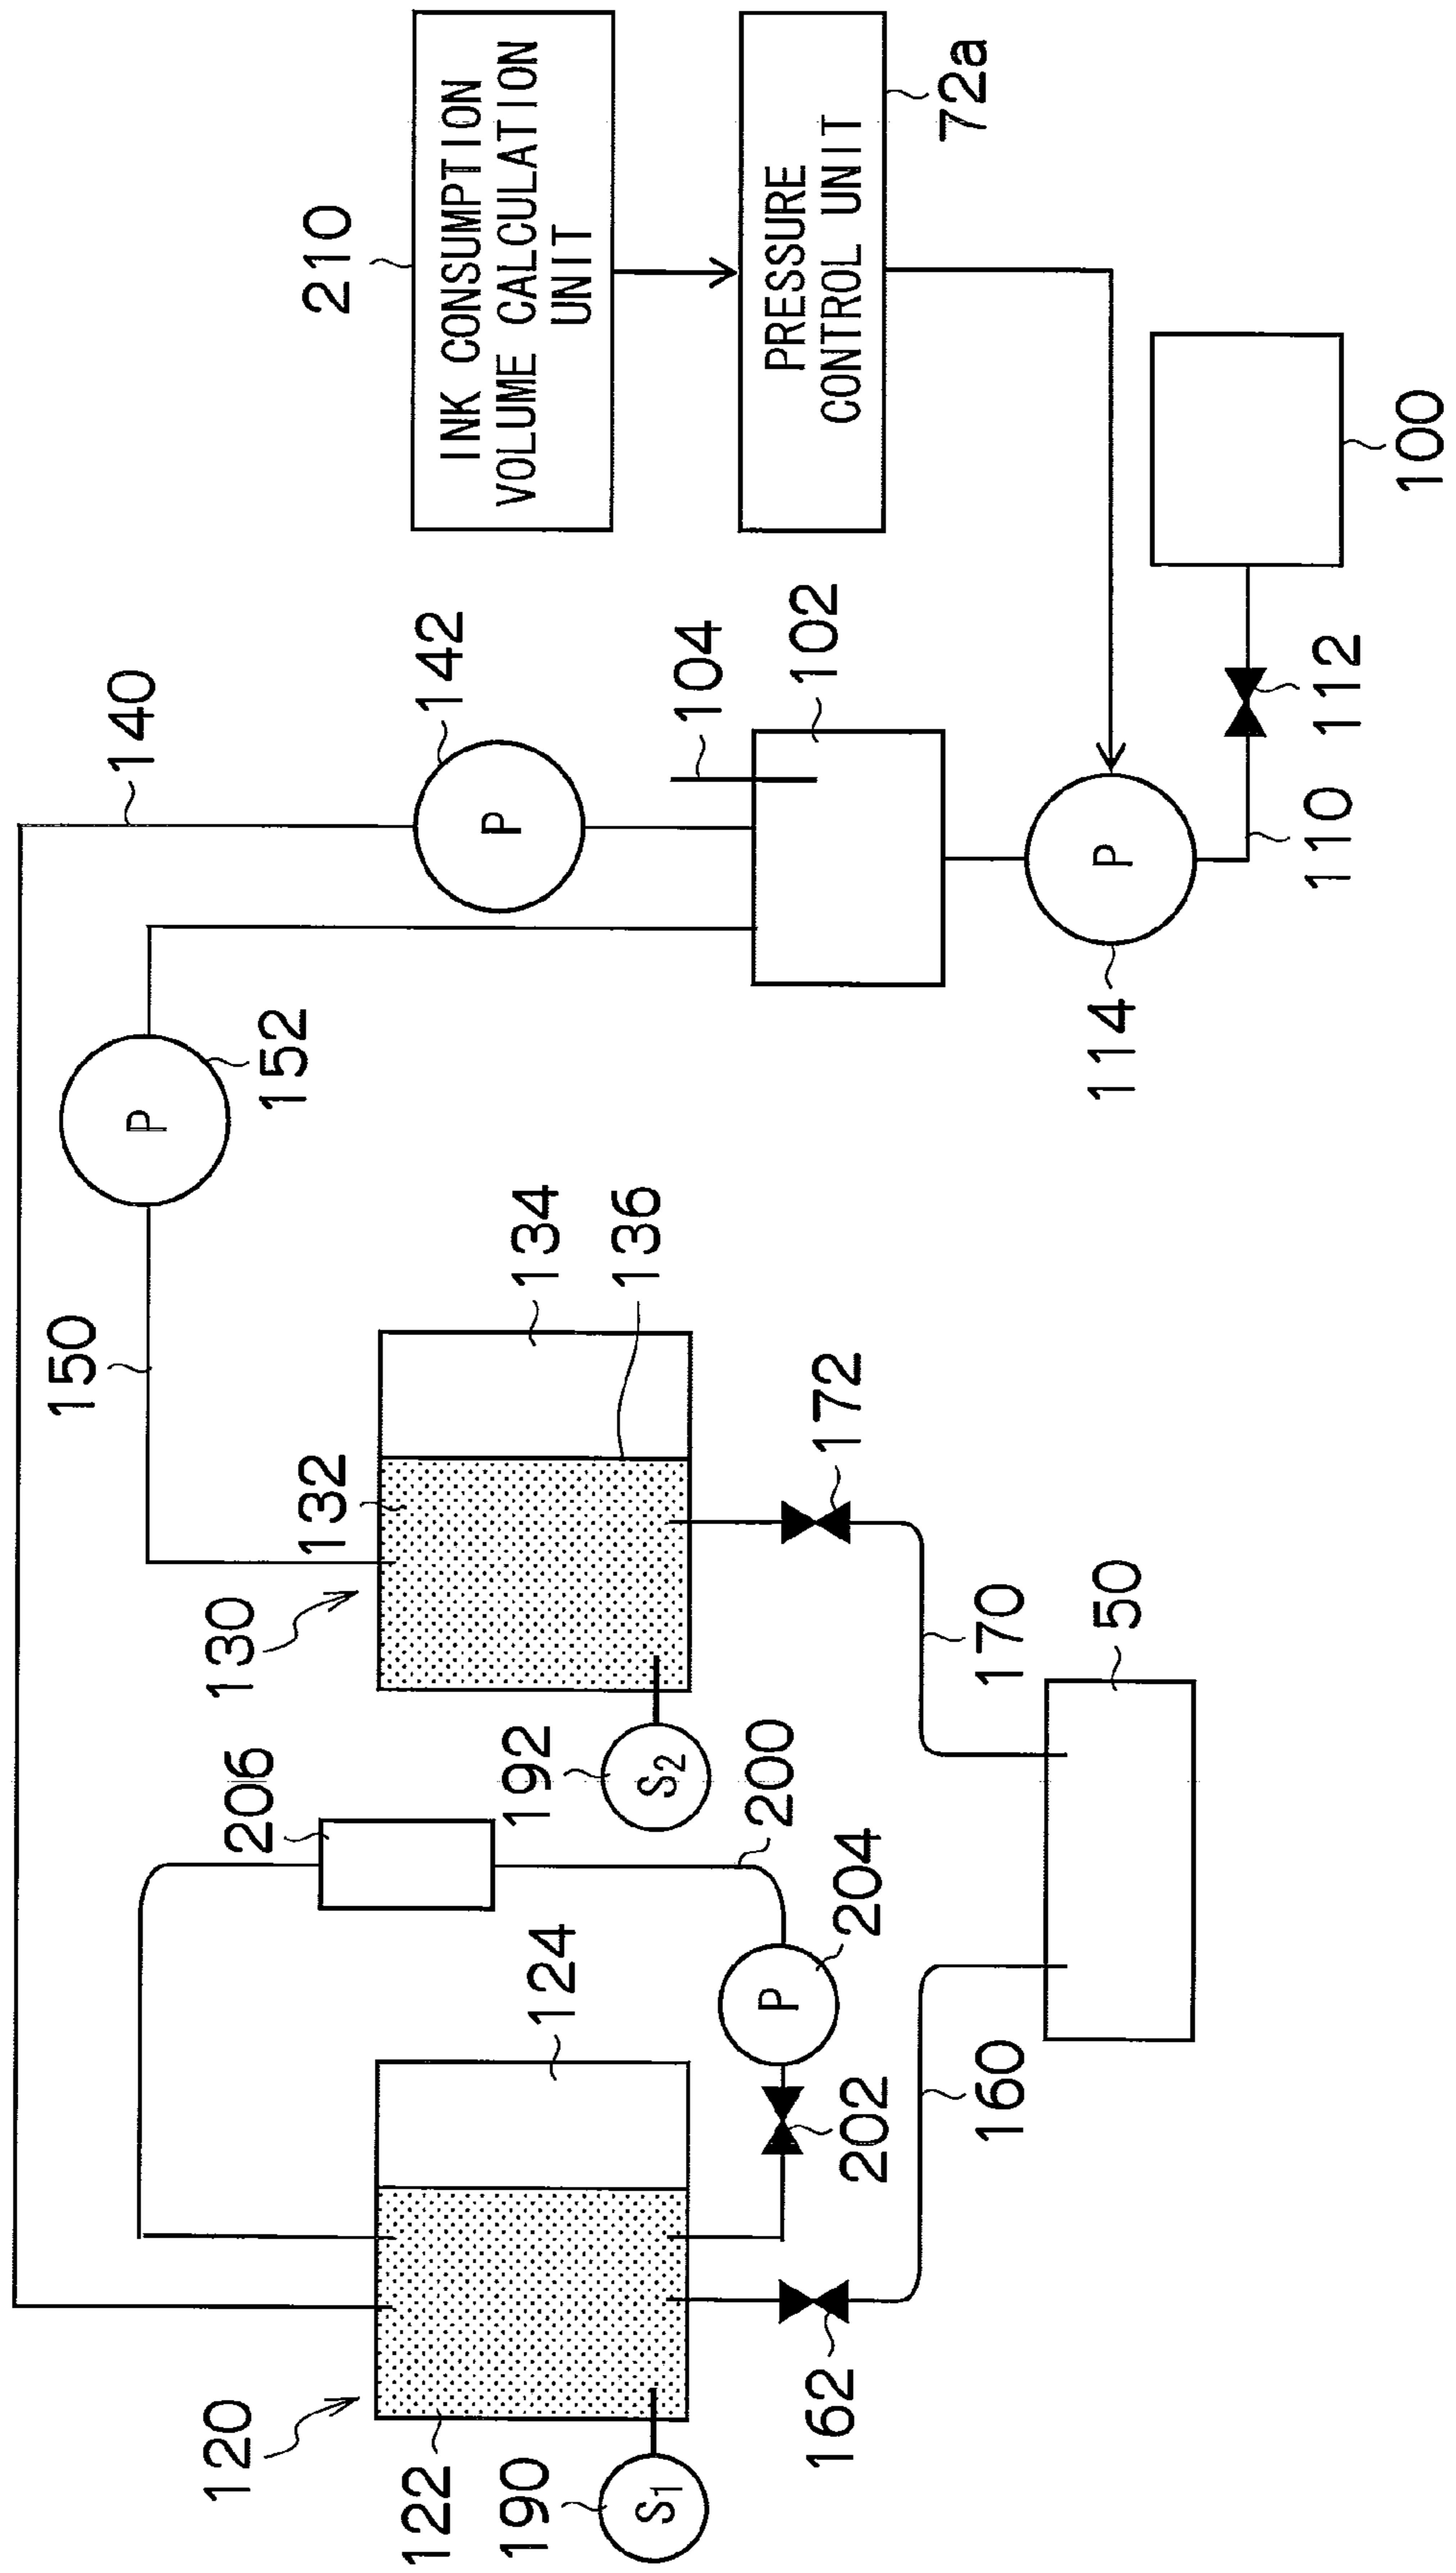 210
INK CONSUMPTION
VOLUME CALCULATION
UNIT
72a
PRESSURE
CONTROL UNIT
140
142
P
104
102
100
112
110
114
P
152
P
150
134
136
132
130
172
170
192
S2
206
200
204
P
202
124
50
160
162
120
122
190
S1